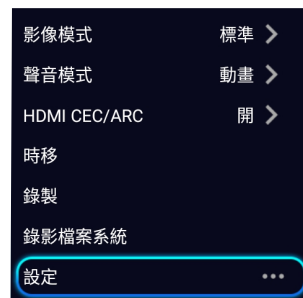 影像模式 標準
聲音模式 動畫
HDMI CEC/ARC 開
時移
錄製
錄影檔案系統
設定